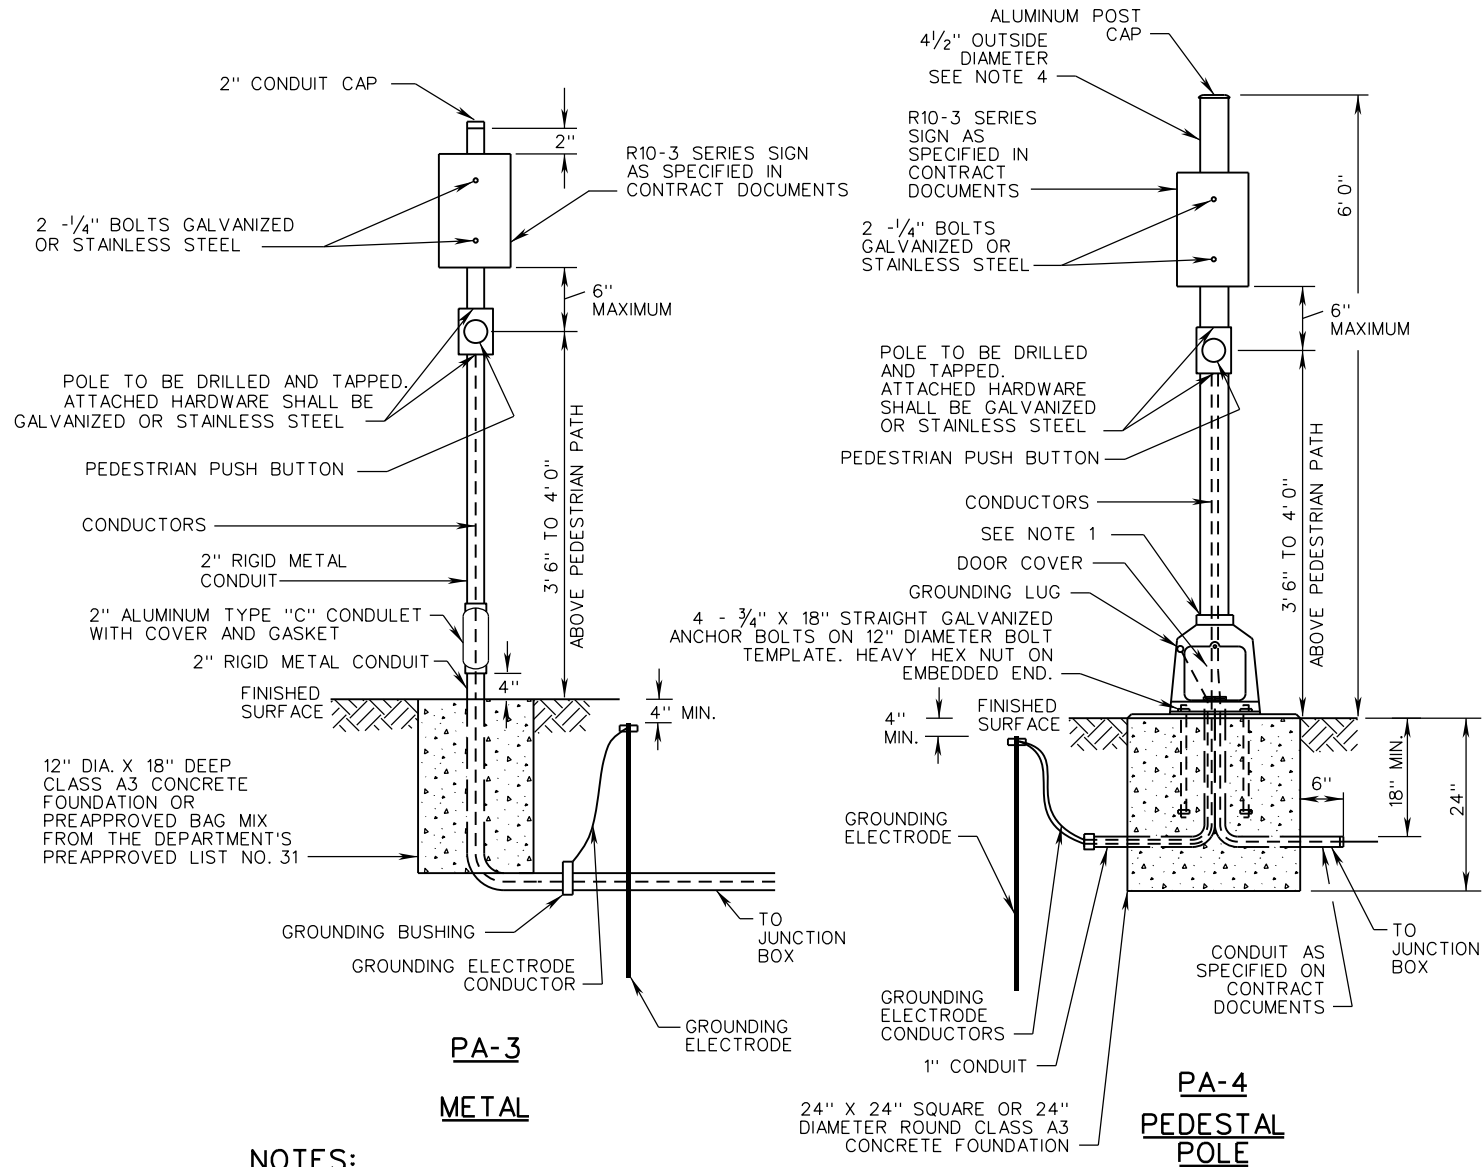 2" CONDUIT CAP
2"
R10-3 SERIES SIGN
AS SPECIFIED IN
CONTRACT DOCUMENTS
2 -1/4" BOLTS GALVANIZED
OR STAINLESS STEEL
6"
MAXIMUM
POLE TO BE DRILLED AND TAPPED.
ATTACHED HARDWARE SHALL BE
GALVANIZED OR STAINLESS STEEL
PEDESTRIAN PUSH BUTTON
3'6" TO 4'0"
ABOVE PEDESTRIAN PATH
CONDUCTORS
2" RIGID METAL
CONDUIT
2" ALUMINUM TYPE "C" CONDULET
WITH COVER AND GASKET
2" RIGID METAL CONDUIT
4"
FINISHED
SURFACE
4" MIN.
12" DIA. X 18" DEEP
CLASS A3 CONCRETE
FOUNDATION OR
PREAPPROVED BAG MIX
FROM THE DEPARTMENT'S
PREAPPROVED LIST NO. 31
GROUNDING BUSHING
GROUNDING ELECTRODE
CONDUCTOR
TO
JUNCTION
BOX
GROUNDING
ELECTRODE
PA-3
METAL
NOTES:
ALUMINUM POST
CAP
4 1/2" OUTSIDE
DIAMETER
SEE NOTE 4
R10-3 SERIES
SIGN AS
SPECIFIED IN
CONTRACT
DOCUMENTS
6'0"
2 -1/4" BOLTS
GALVANIZED OR
STAINLESS STEEL
6"
MAXIMUM
POLE TO BE DRILLED
AND TAPPED.
ATTACHED HARDWARE
SHALL BE GALVANIZED
OR STAINLESS STEEL
PEDESTRIAN PUSH BUTTON
3'6" TO 4'0"
ABOVE PEDESTRIAN PATH
CONDUCTORS
SEE NOTE 1
DOOR COVER
GROUNDING LUG
4 - 3/4" X 18" STRAIGHT GALVANIZED
ANCHOR BOLTS ON 12" DIAMETER BOLT
TEMPLATE. HEAVY HEX NUT ON
EMBEDDED END.
4"
MIN.
FINISHED
SURFACE
6"
18" MIN.
24"
GROUNDING
ELECTRODE
TO
JUNCTION
BOX
CONDUIT AS
SPECIFIED ON
CONTRACT
DOCUMENTS
GROUNDING
ELECTRODE
CONDUCTORS
1" CONDUIT
24" X 24" SQUARE OR 24"
DIAMETER ROUND CLASS A3
CONCRETE FOUNDATION
PA-4
PEDESTAL
POLE